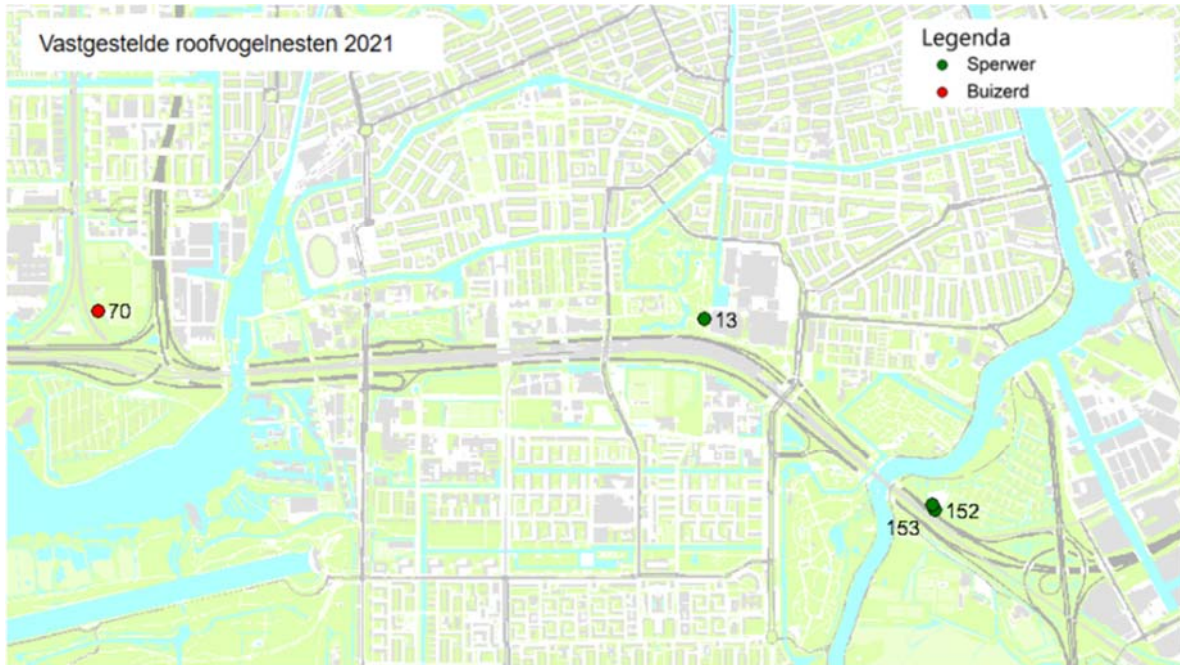 Vastgestelde roofvogelnesten 2021
Legenda
Sperwer
Buizerd
70
13
152
153